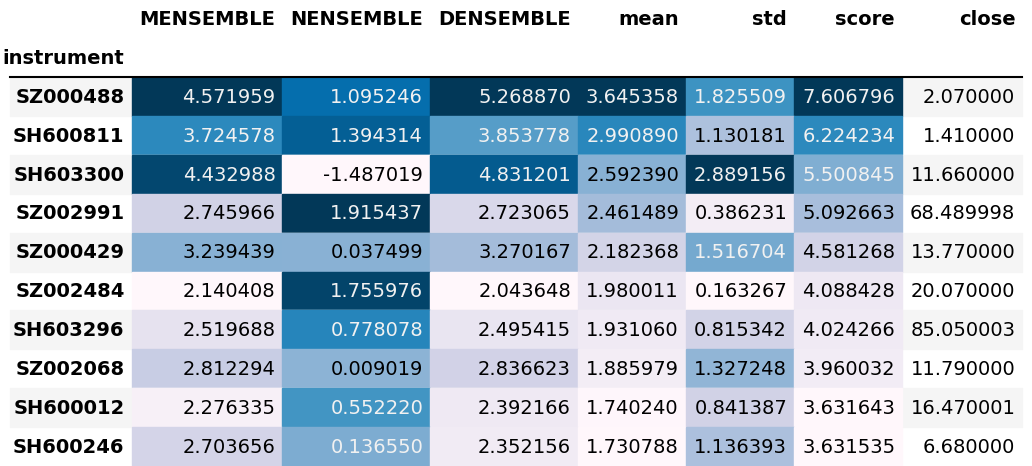 MENSEMBLE NENSEMBLE DENSEMBLE mean std score close
instrument
SZ000488 4.571959 1.095246 5.268870 3.645358 1.825509 7.606796 2.070000
SH600811 3.724578 1.394314 3.853778 2.990890 1.130181 6.224234 1.410000
SH603300 4.432988 -1.487019 4.831201 2.592390 2.889156 5.500845 11.660000
SZ002991 2.745966 1.915437 2.723065 2.461489 0.386231 5.092663 68.489998
SZ000429 3.239439 0.037499 3.270167 2.182368 1.516704 4.581268 13.770000
SZ002484 2.140408 1.755976 2.043648 1.980011 0.163267 4.088428 20.070000
SH603296 2.519688 0.778078 2.495415 1.931060 0.815342 4.024266 85.050003
SZ002068 2.812294 0.009019 2.836623 1.885979 1.327248 3.960032 11.790000
SH600012 2.276335 0.552220 2.392166 1.740240 0.841387 3.631643 16.470001
SH600246 2.703656 0.136550 2.352156 1.730788 1.136393 3.631535 6.680000